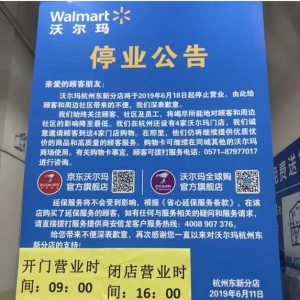 Walmart
沃尔玛
停业公告
亲爱的顾客朋友:
沃尔玛杭州东新分店将于2019年6月18日起停止营业。由此给
顾客和周边社区带来的不便,我们深表歉意。
我们始终关注顾客、社区及员工,将竭尽所能地对顾客和周边
社区的影响降至最低。我们在杭州还设有4家沃尔玛门店,我们诚
意邀请顾客到这4家门店购物。在那里,他们仍将继续提供优质优
价的商品和高质量的顾客服务。购物卡可继续在同城其他的沃尔玛
商场使用。有关购物卡事宜,顾客可拨打服务电话:0571-87977017
进行咨询。
京东沃尔玛
官方旗舰店
沃尔玛全球购
官方旗舰店
延保服务将不会受到影响。根据《省心延保服务条款》,在该
店购买了延保服务的顾客,如有任何与服务相关的疑问和服务请求,
请直接拨打服务提供商安信龙客户服务热线:4008 907 376。
给您带来不便深表歉意,再次感谢您一直以来对沃尔玛杭州东
新分店的支持。
杭州东新分店
2019年6月11日
开门营业时
间:09:00
闭店营业时
间:16:00
免费送